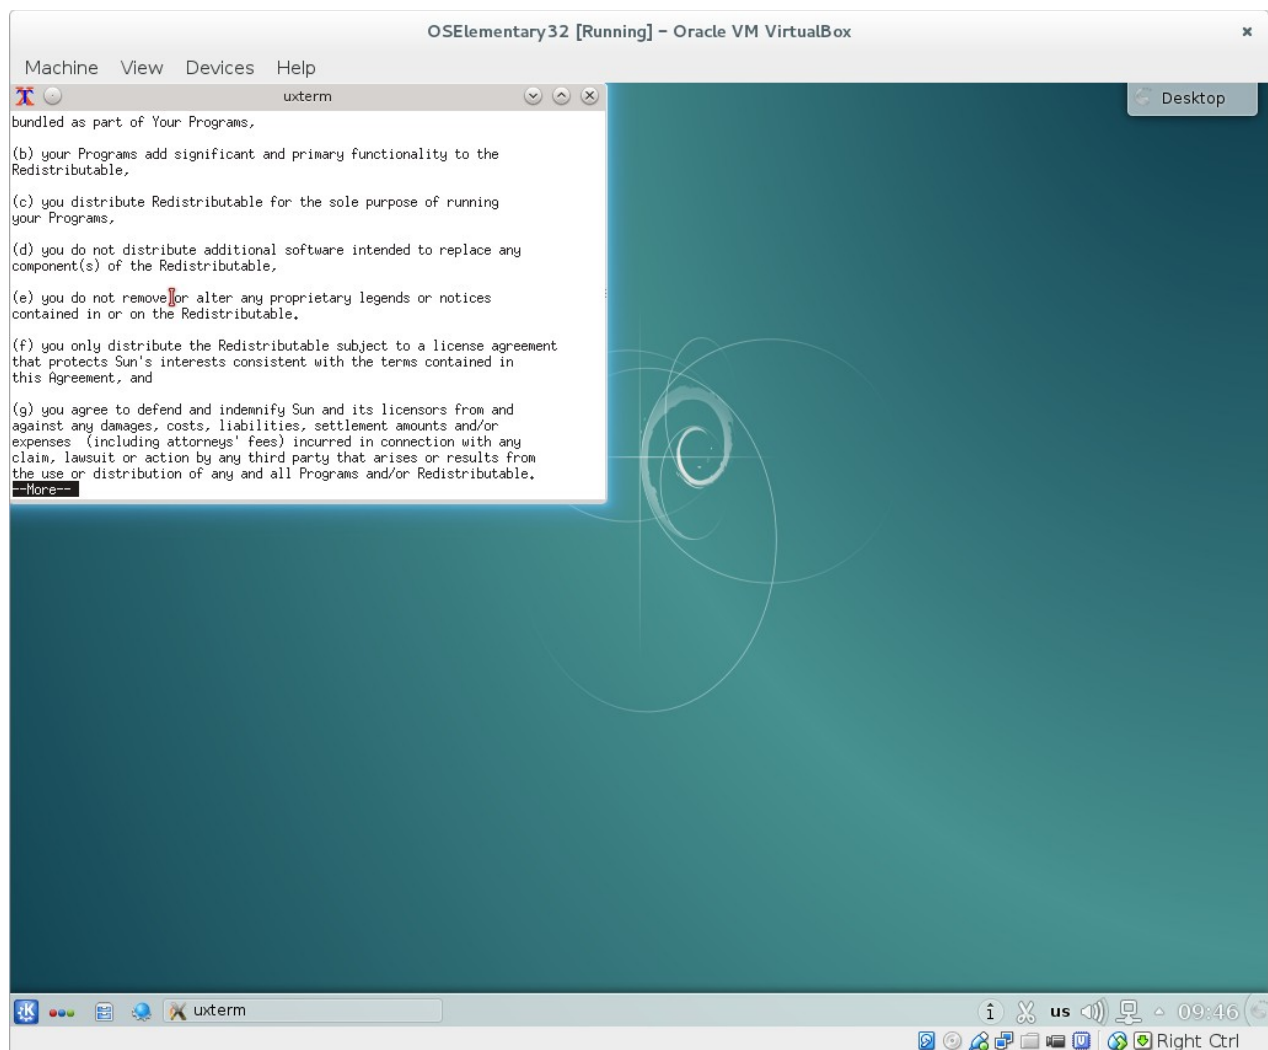 OSElementary32 [Running] - Oracle VM VirtualBox
Machine View Devices Help
uxterm
Desktop
bundled as part of Your Programs,
(b) your Programs add significant and primary functionality to the
Redistributable,
(c) you distribute Redistributable for the sole purpose of running
your Programs,
(d) you do not distribute additional software intended to replace any
component(s) of the Redistributable,
(e) you do not remove or alter any proprietary legends or notices
contained in or on the Redistributable.
(f) you only distribute the Redistributable subject to a license agreement
that protects Sun's interests consistent with the terms contained in
this Agreement, and
(g) you agree to defend and indemnify Sun and its licensors from and
against any damages, costs, liabilities, settlement amounts and/or
expenses  (including attorneys' fees) incurred in connection with any
claim, lawsuit or action by any third party that arises or results from
the use or distribution of any and all Programs and/or Redistributable.
--More--
uxterm us 09:46
Right Ctrl